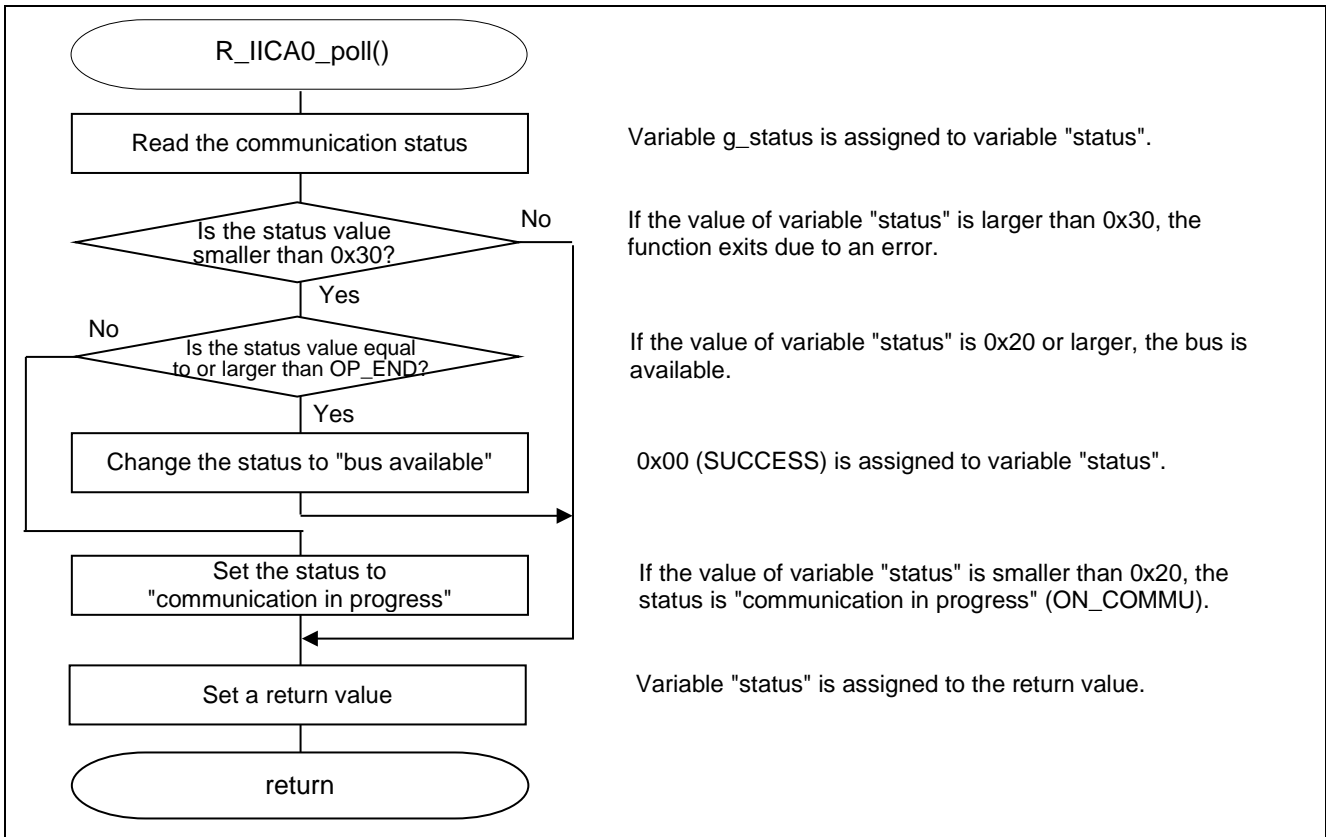 R_IICA0_poll()
Read the communication status
Variable g_status is assigned to variable "status".
Is the status value
smaller than 0x30?
No
If the value of variable "status" is larger than 0x30, the
function exits due to an error.
Yes
No
Is the status value equal
to or larger than OP_END?
If the value of variable "status" is 0x20 or larger, the bus is
available.
Yes
Change the status to "bus available"
0x00 (SUCCESS) is assigned to variable "status".
Set the status to
"communication in progress"
If the value of variable "status" is smaller than 0x20, the
status is "communication in progress" (ON_COMMU).
Set a return value
Variable "status" is assigned to the return value.
return